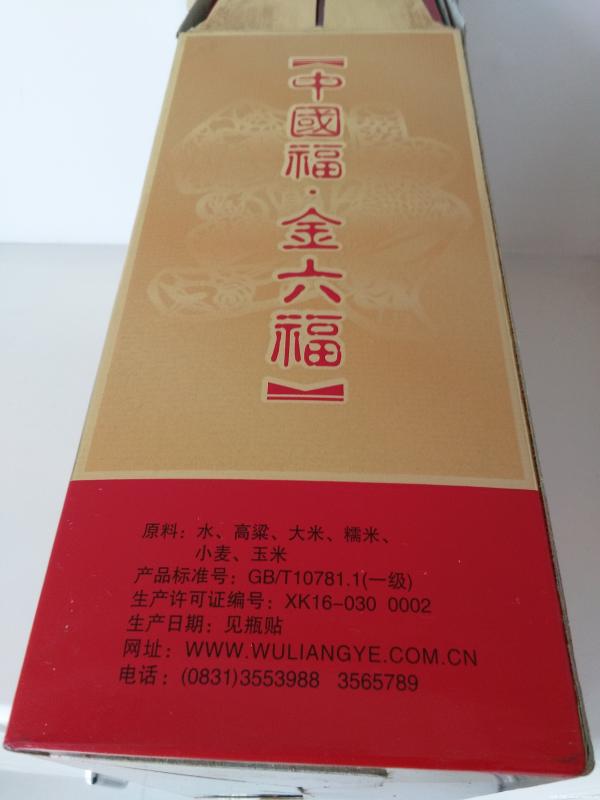 【中國福·金六福】
原料：水、高粱、大米、糯米、
小麦、玉米
产品标准号：GB/T10781.1(一级)
生产许可证编号：XK16-030 0002
生产日期：见瓶贴
网址：WWW.WULIANGYE.COM.CN
电话：(0831)3553988 3565789